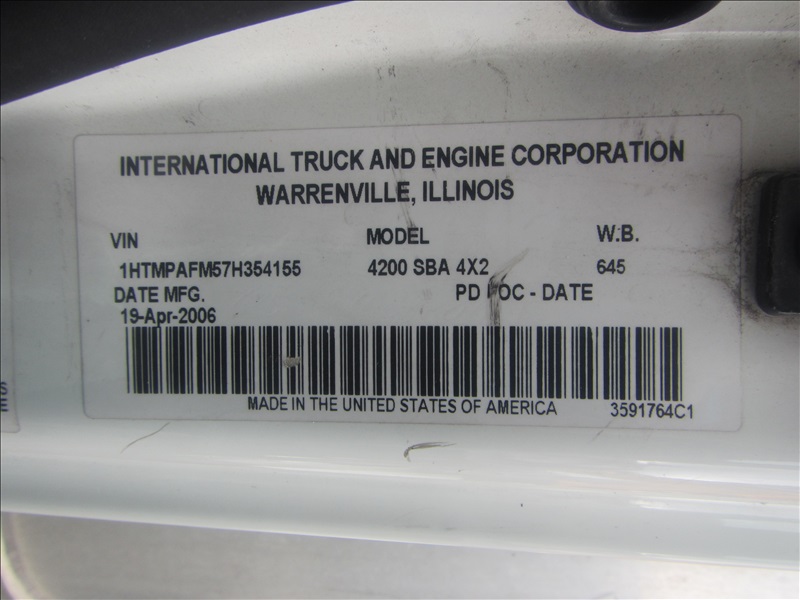 INTERNATIONAL TRUCK AND ENGINE CORPORATION
WARRENVILLE, ILLINOIS
VIN MODEL W.B.
1HTMPAFM57H354155 4200 SBA 4X2 645
DATE MFG. PD - DATE
19-Apr-2006
MADE IN THE UNITED STATES OF AMERICA 3591764C1